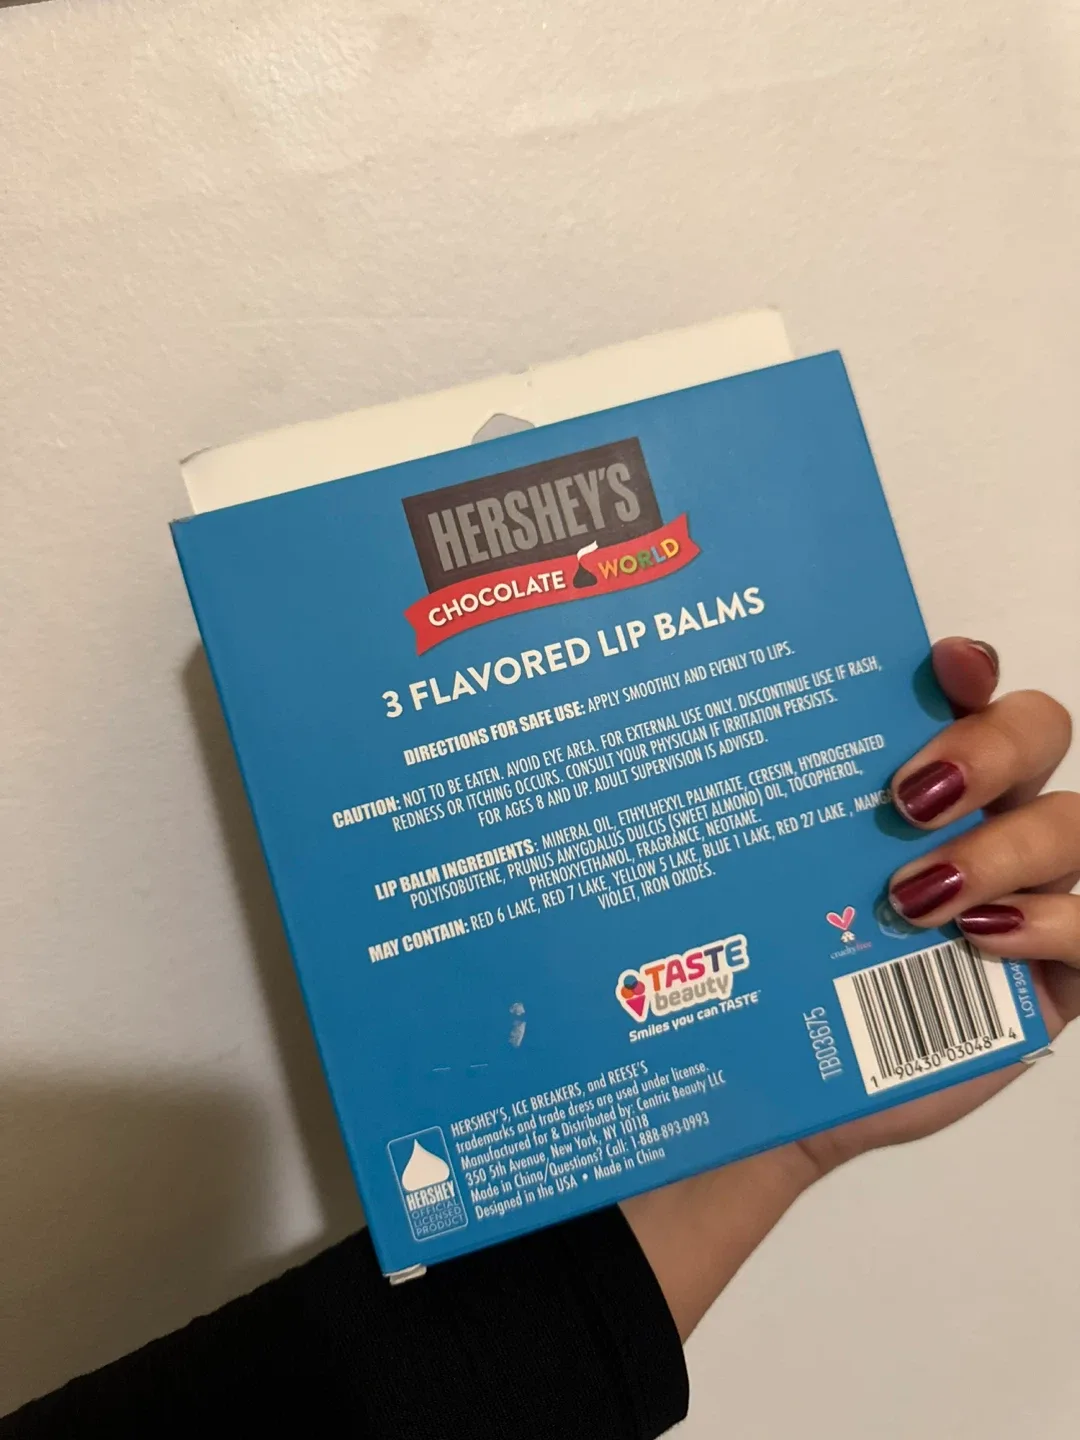 HERSHEY'S
CHOCOLATE WORLD
3 FLAVORED LIP BALMS
DIRECTIONS FOR SAFE USE: APPLY SMOOTHLY AND EVENLY TO LIPS.
CAUTION: NOT TO BE EATEN. AVOID EYE AREA. FOR EXTERNAL USE ONLY. DISCONTINUE USE IF RASH,
REDNESS OR ITCHING OCCURS. CONSULT YOUR PHYSICIAN IF IRRITATION PERSISTS.
FOR AGES 8 AND UP. ADULT SUPERVISION IS ADVISED.
LIP BALM INGREDIENTS: MINERAL OIL, ETHYLHEXYL PALMITATE, CERESIN, HYDROGENATED
POLYISOBUTENE, PRUNUS AMYGDALUS DULCIS (SWEET ALMOND) OIL, TOCOPHEROL,
PHENOXYETHANOL, FRAGRANCE, NEOTAME.
MAY CONTAIN: RED 6 LAKE, RED 7 LAKE, YELLOW 5 LAKE, BLUE 1 LAKE, RED 27 LAKE , MANGA
VIOLET, IRON OXIDES.
cruelty free
TASTE
beauty
Smiles you can TASTE™
TB03675
1 90430 03048 4
LOT#
HERSHEY'S, ICE BREAKERS, and REESE'S
trademarks and trade dress are used under license.
Manufactured for & Distributed by: Centric Beauty LLC
350 5th Avenue, New York, NY 10118
Made in China/Questions? Call: 1-888-893-0993
Designed in the USA • Made in China
HERSHEY
OFFICIAL
LICENSED
PRODUCT